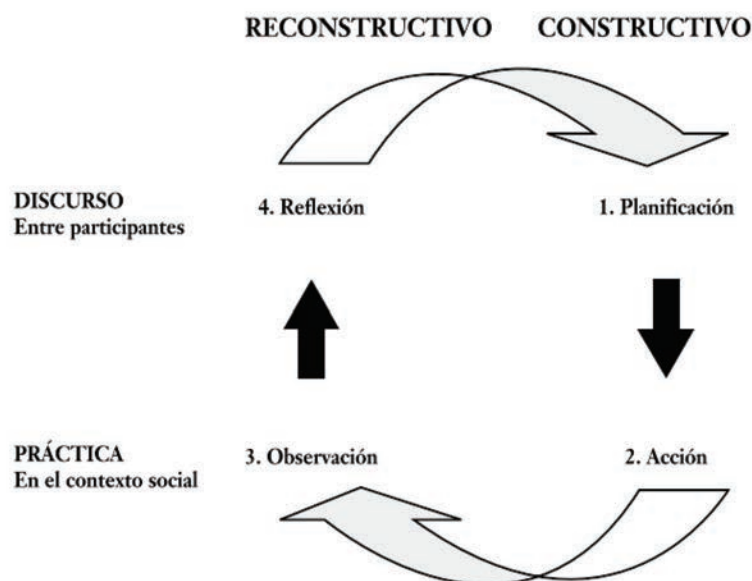 RECONSTRUCTIVO CONSTRUCTIVO
DISCURSO
Entre participantes
4. Reflexión
1. Planificación
PRÁCTICA
En el contexto social
3. Observación
2. Acción